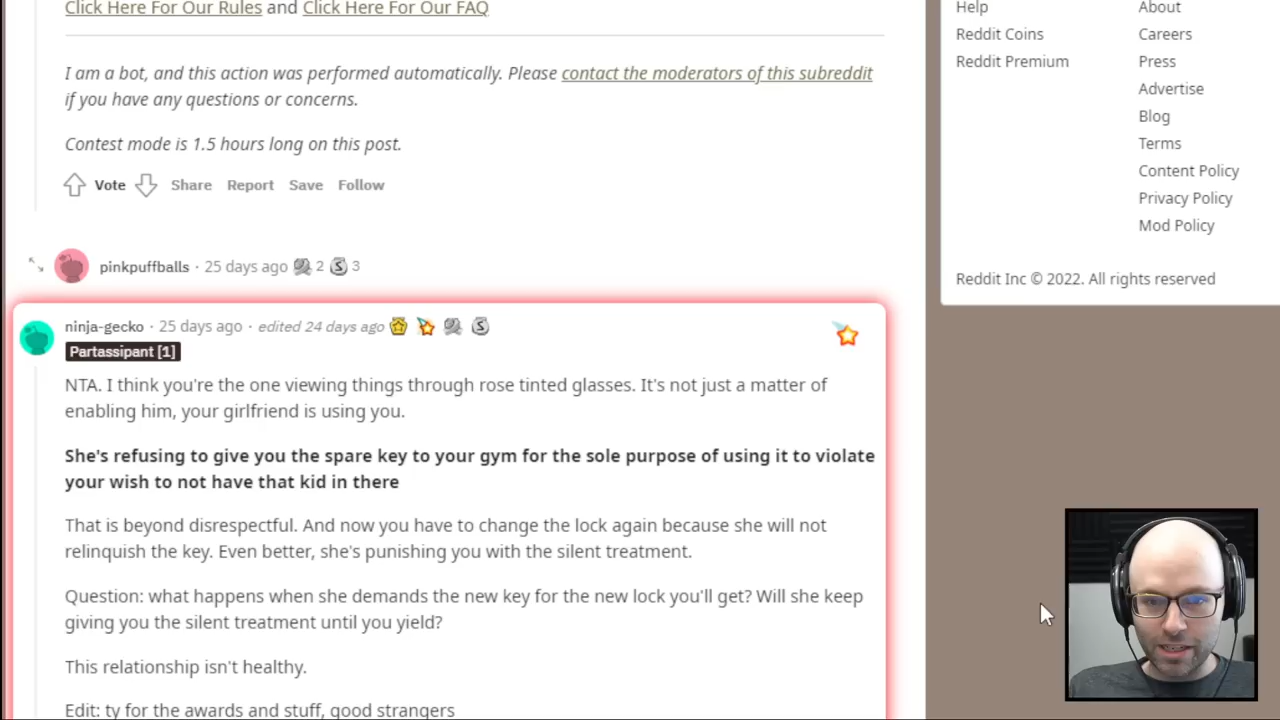 Click Here For Our Rules and Click Here For Our FAQ
I am a bot, and this action was performed automatically. Please contact the moderators of this subreddit
if you have any questions or concerns.
Contest mode is 1.5 hours long on this post.
Vote Share Report Save Follow
pinkpuffballs · 25 days ago 2 3
ninja-gecko · 25 days ago · edited 24 days ago
Partassipant [1]
NTA. I think you're the one viewing things through rose tinted glasses. It's not just a matter of
enabling him, your girlfriend is using you.
She's refusing to give you the spare key to your gym for the sole purpose of using it to violate
your wish to not have that kid in there
That is beyond disrespectful. And now you have to change the lock again because she will not
relinquish the key. Even better, she's punishing you with the silent treatment.
Question: what happens when she demands the new key for the new lock you'll get? Will she keep
giving you the silent treatment until you yield?
This relationship isn't healthy.
Edit: ty for the awards and stuff, good strangers
Help
Reddit Coins
Reddit Premium
About
Careers
Press
Advertise
Blog
Terms
Content Policy
Privacy Policy
Mod Policy
Reddit Inc © 2022. All rights reserved